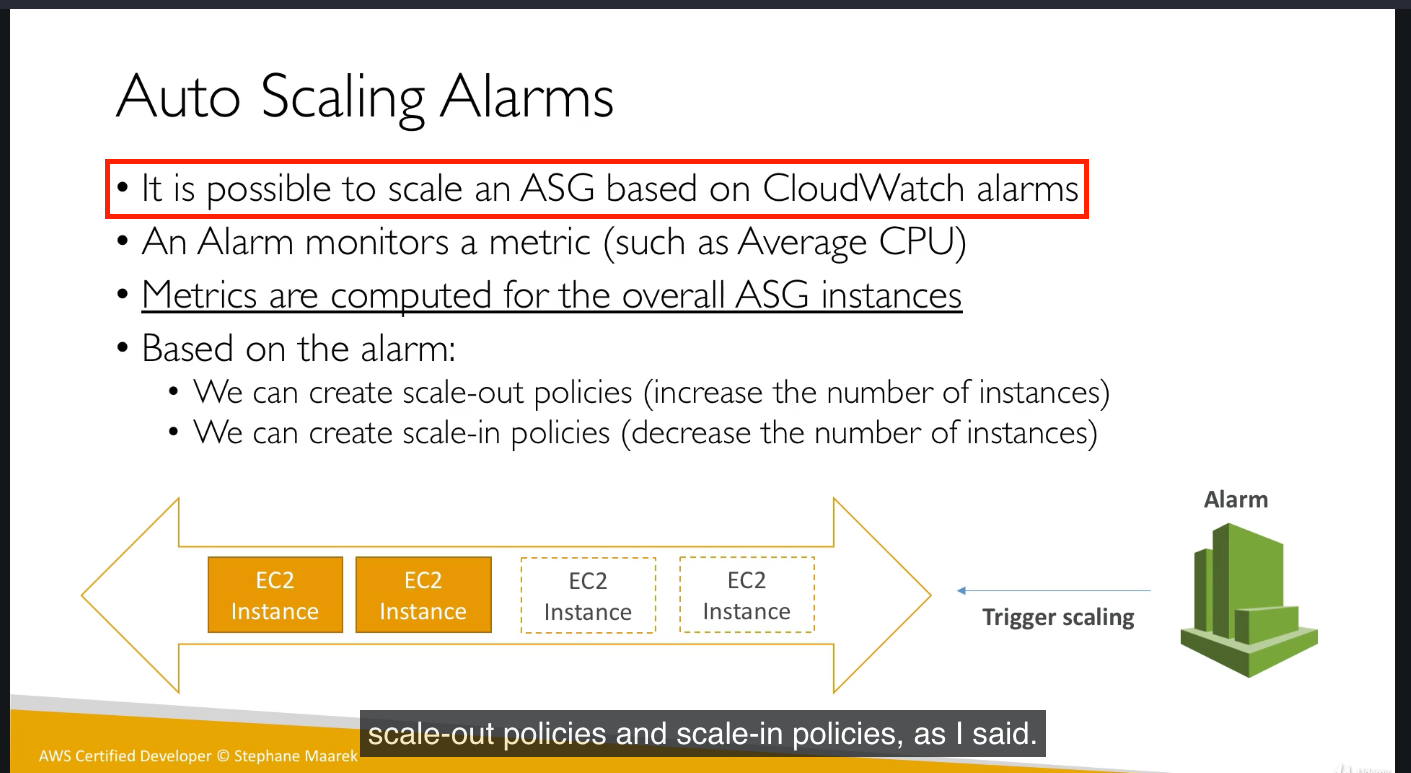 Auto Scaling Alarms
• It is possible to scale an ASG based on CloudWatch alarms
• An Alarm monitors a metric (such as Average CPU)
• Metrics are computed for the overall ASG instances
• Based on the alarm:
• We can create scale-out policies (increase the number of instances)
• We can create scale-in policies (decrease the number of instances)
Alarm
EC2
Instance
EC2
Instance
EC2
Instance
EC2
Instance
Trigger scaling
scale-out policies and scale-in policies, as I said.
AWS Certified Developer © Stephane Maarek